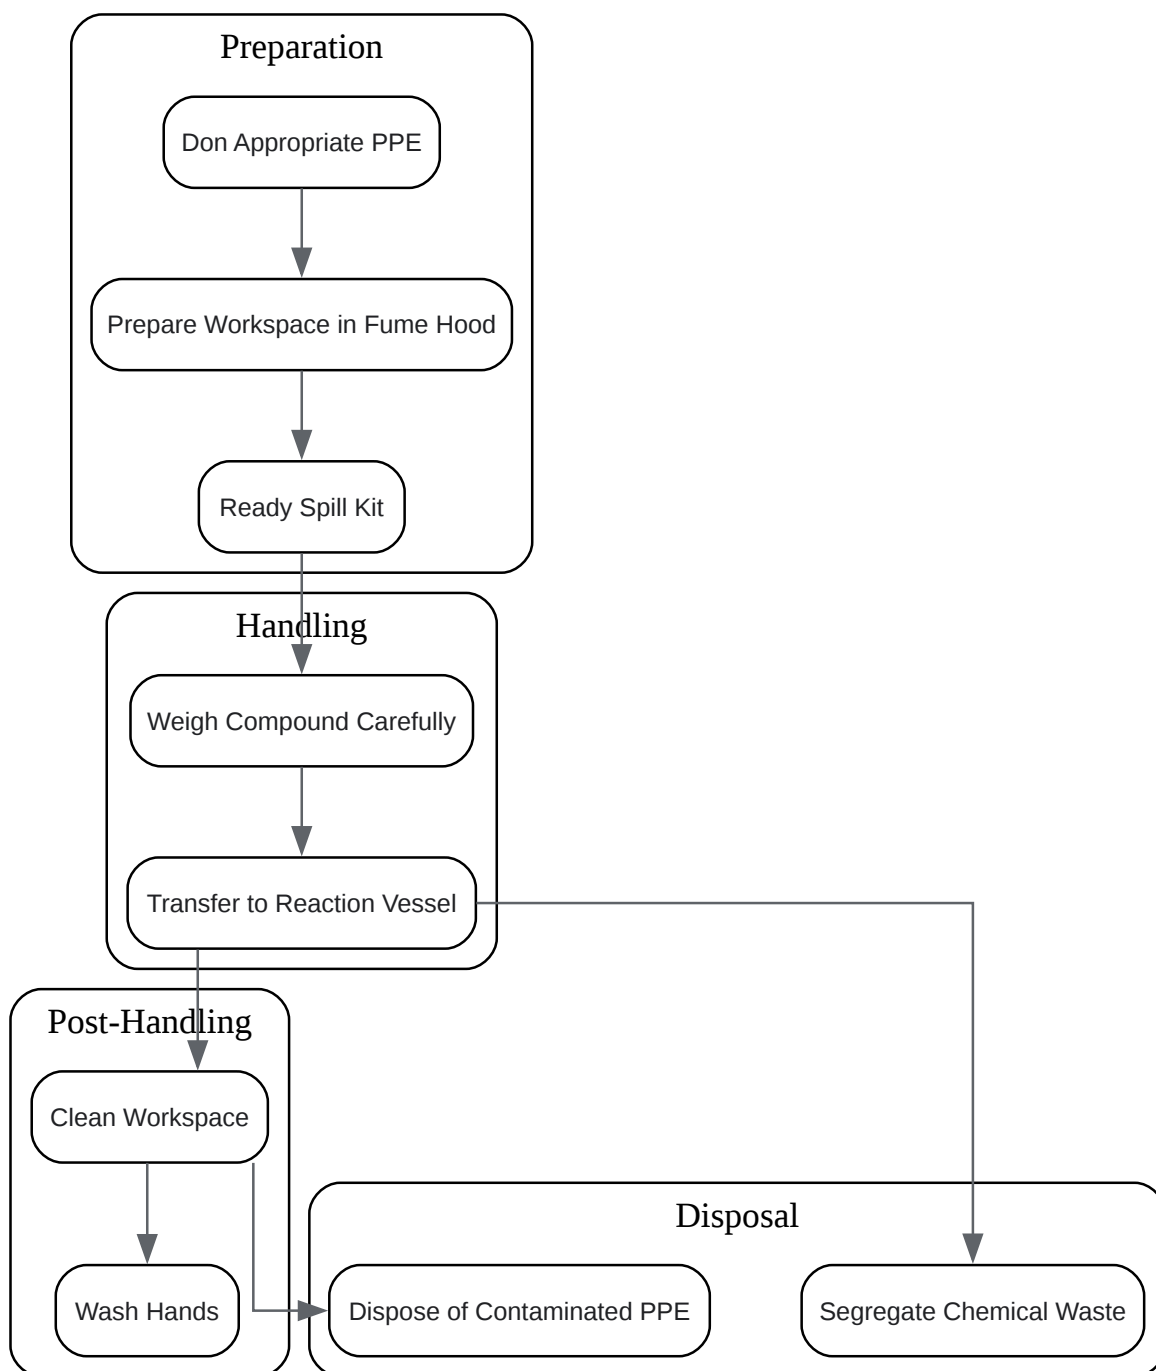 Preparation
Don Appropriate PPE
Prepare Workspace in Fume Hood
Ready Spill Kit
Handling
Weigh Compound Carefully
Transfer to Reaction Vessel
Post-Handling
Clean Workspace
Wash Hands
Disposal
Dispose of Contaminated PPE
Segregate Chemical Waste